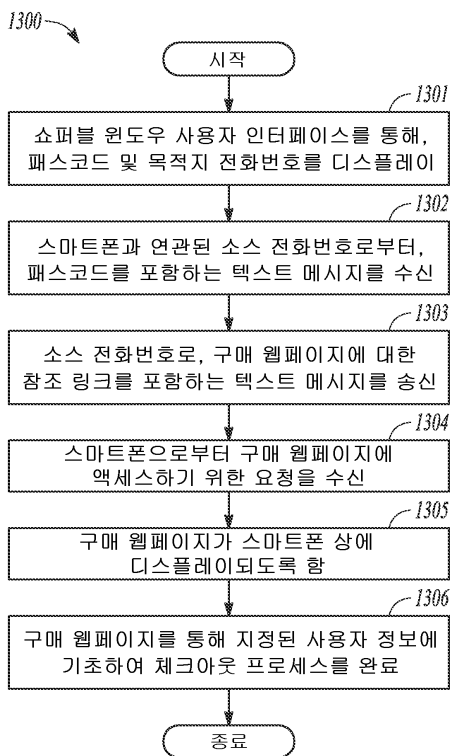 1300
시작
1301
쇼퍼블 윈도우 사용자 인터페이스를 통해,
패스코드 및 목적지 전화번호를 디스플레이
1302
스마트폰과 연관된 소스 전화번호로부터,
패스코드를 포함하는 텍스트 메시지를 수신
1303
소스 전화번호로, 구매 웹페이지에 대한
참조 링크를 포함하는 텍스트 메시지를 송신
1304
스마트폰으로부터 구매 웹페이지에
액세스하기 위한 요청을 수신
1305
구매 웹페이지가 스마트폰 상에
디스플레이되도록 함
1306
구매 웹페이지를 통해 지정된 사용자 정보에
기초하여 체크아웃 프로세스를 완료
종료